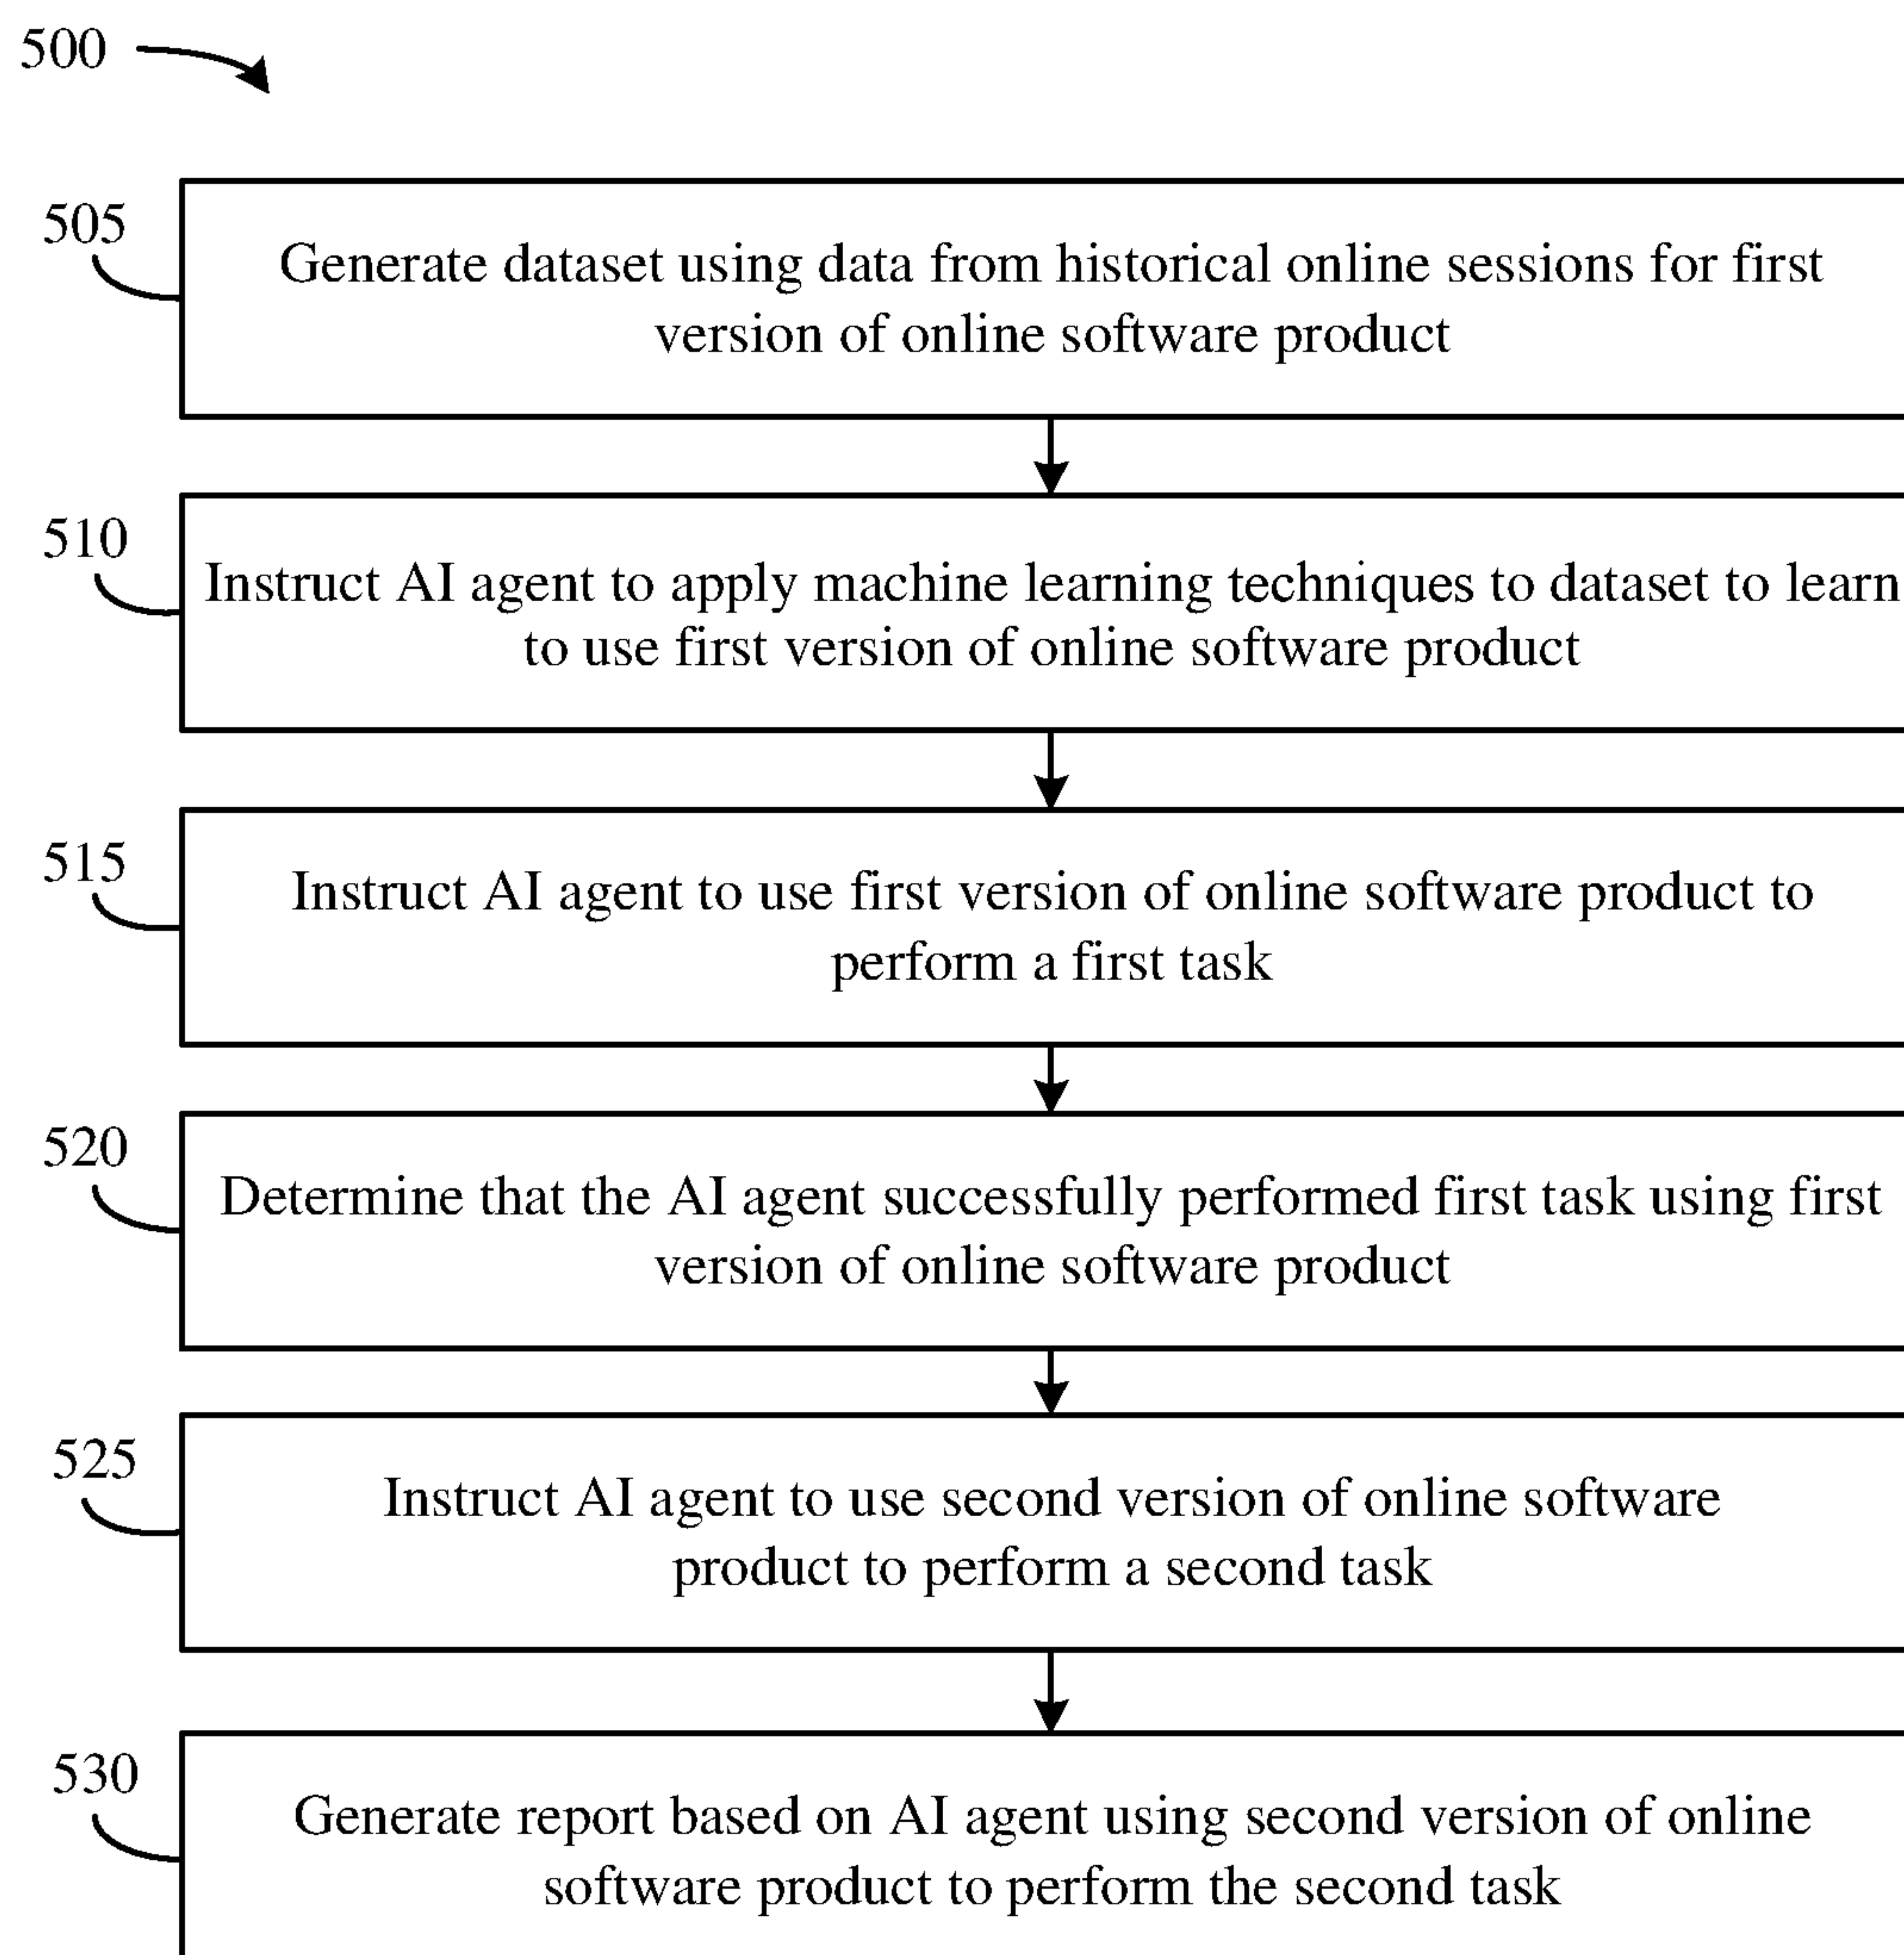 500
505
Generate dataset using data from historical online sessions for first
version of online software product
510
Instruct AI agent to apply machine learning techniques to dataset to learn
to use first version of online software product
515
Instruct AI agent to use first version of online software product to
perform a first task
520
Determine that the AI agent successfully performed first task using first
version of online software product
525
Instruct AI agent to use second version of online software
product to perform a second task
530
Generate report based on AI agent using second version of online
software product to perform the second task